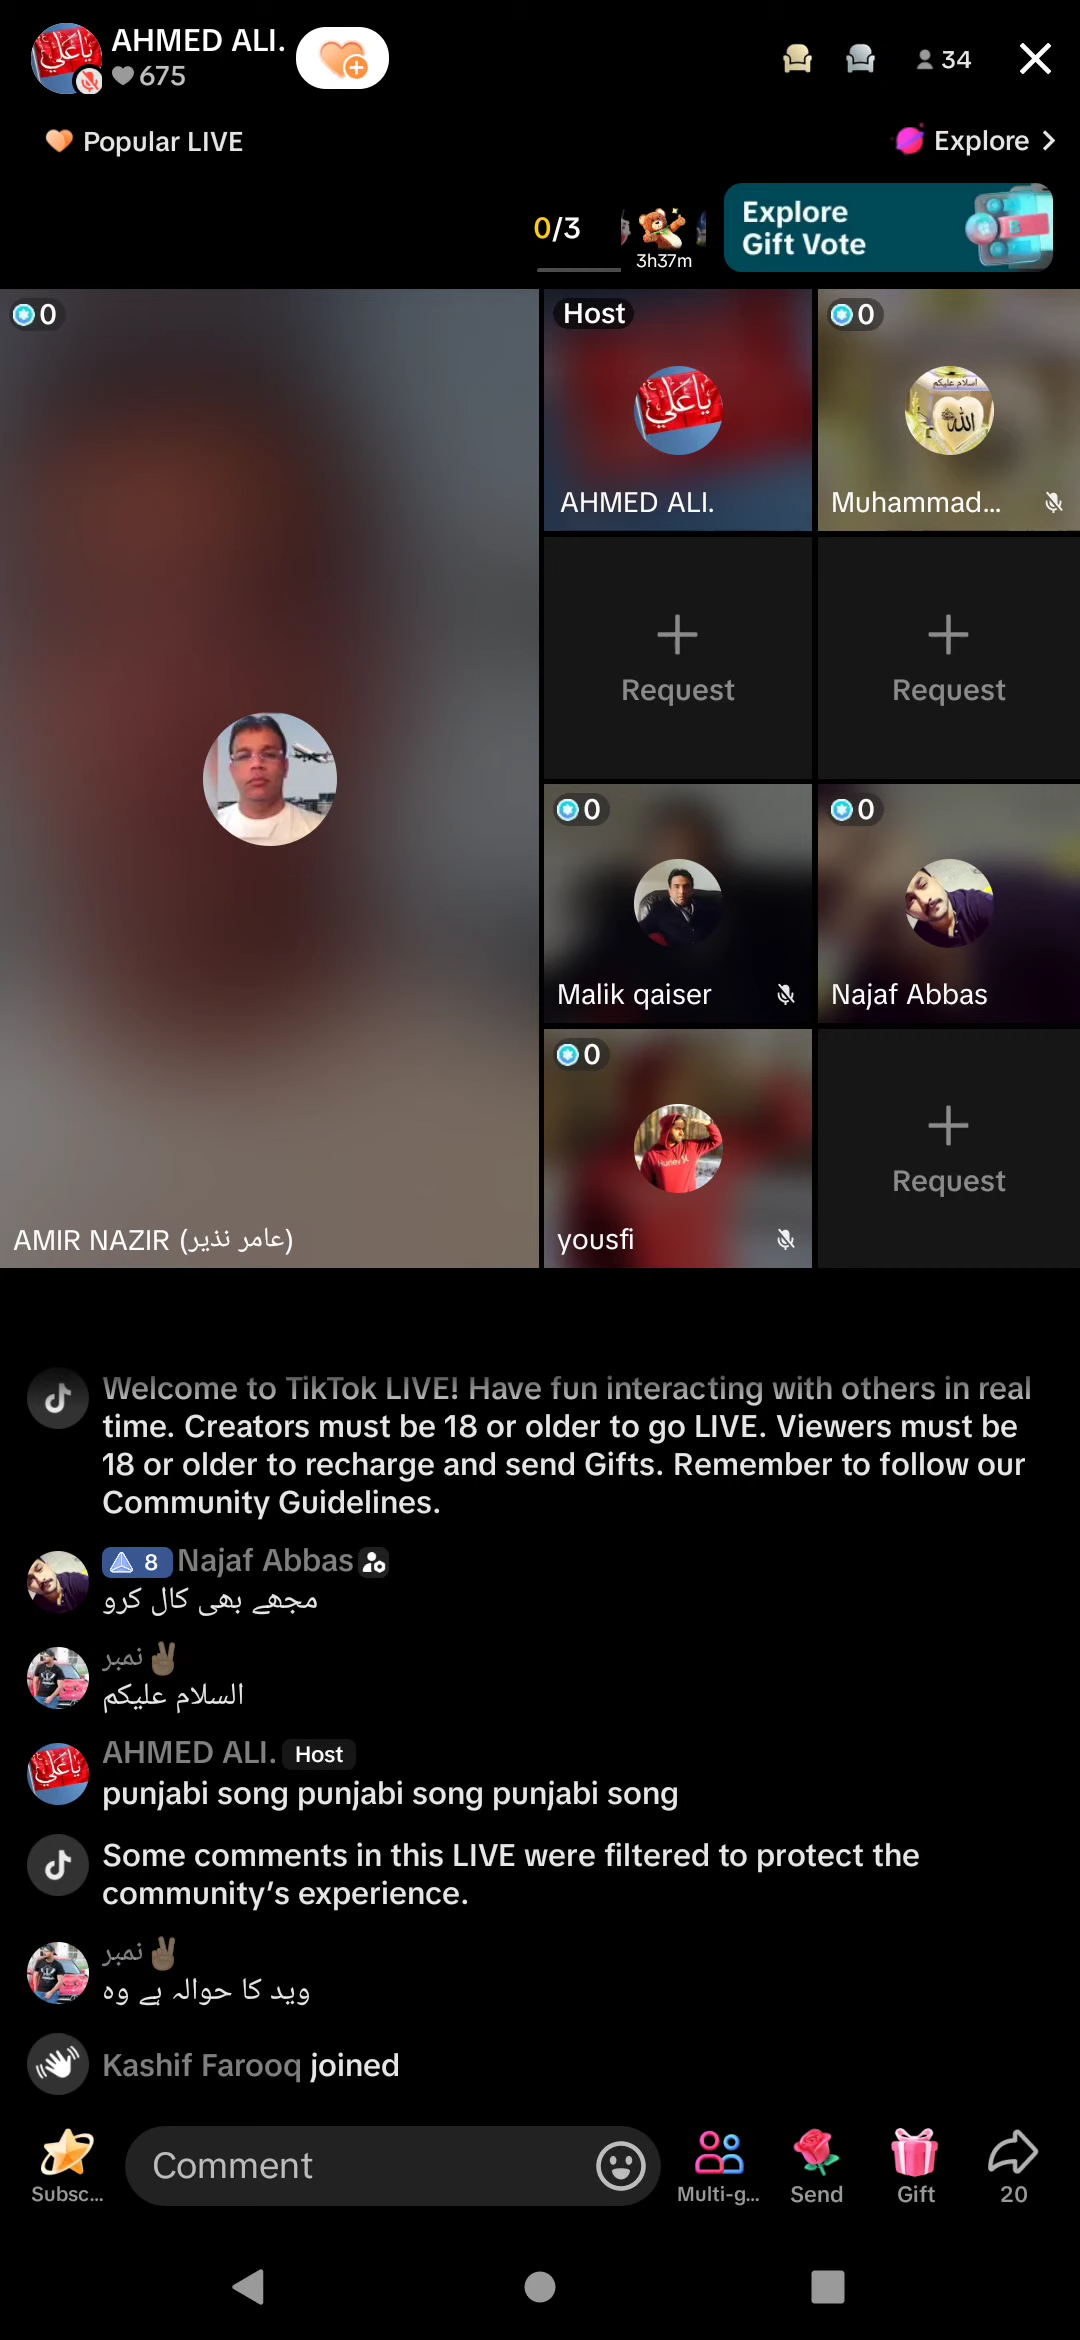 AHMED ALI.
675
34
Popular LIVE
Explore
0/3
3h37m
Explore
Gift Vote
0
Host
ياعلي
AHMED ALI.
0
اسلام علیکم
الله
Muhammad...
Request
Request
0
Malik qaiser
0
Najaf Abbas
AMIR NAZIR (عامر نذیر)
0
yousfi
Request
Welcome to TikTok LIVE! Have fun interacting with others in real
time. Creators must be 18 or older to go LIVE. Viewers must be
18 or older to recharge and send Gifts. Remember to follow our
Community Guidelines.
8 Najaf Abbas
مجھے بھی کال کرو
نمبر✌🏾
السلام علیکم
AHMED ALI. Host
punjabi song punjabi song punjabi song
Some comments in this LIVE were filtered to protect the
community’s experience.
نمبر✌🏾
وید کا حوالہ ہے وہ
Kashif Farooq joined
Subsc...
Comment
Multi-g...
Send
Gift
20